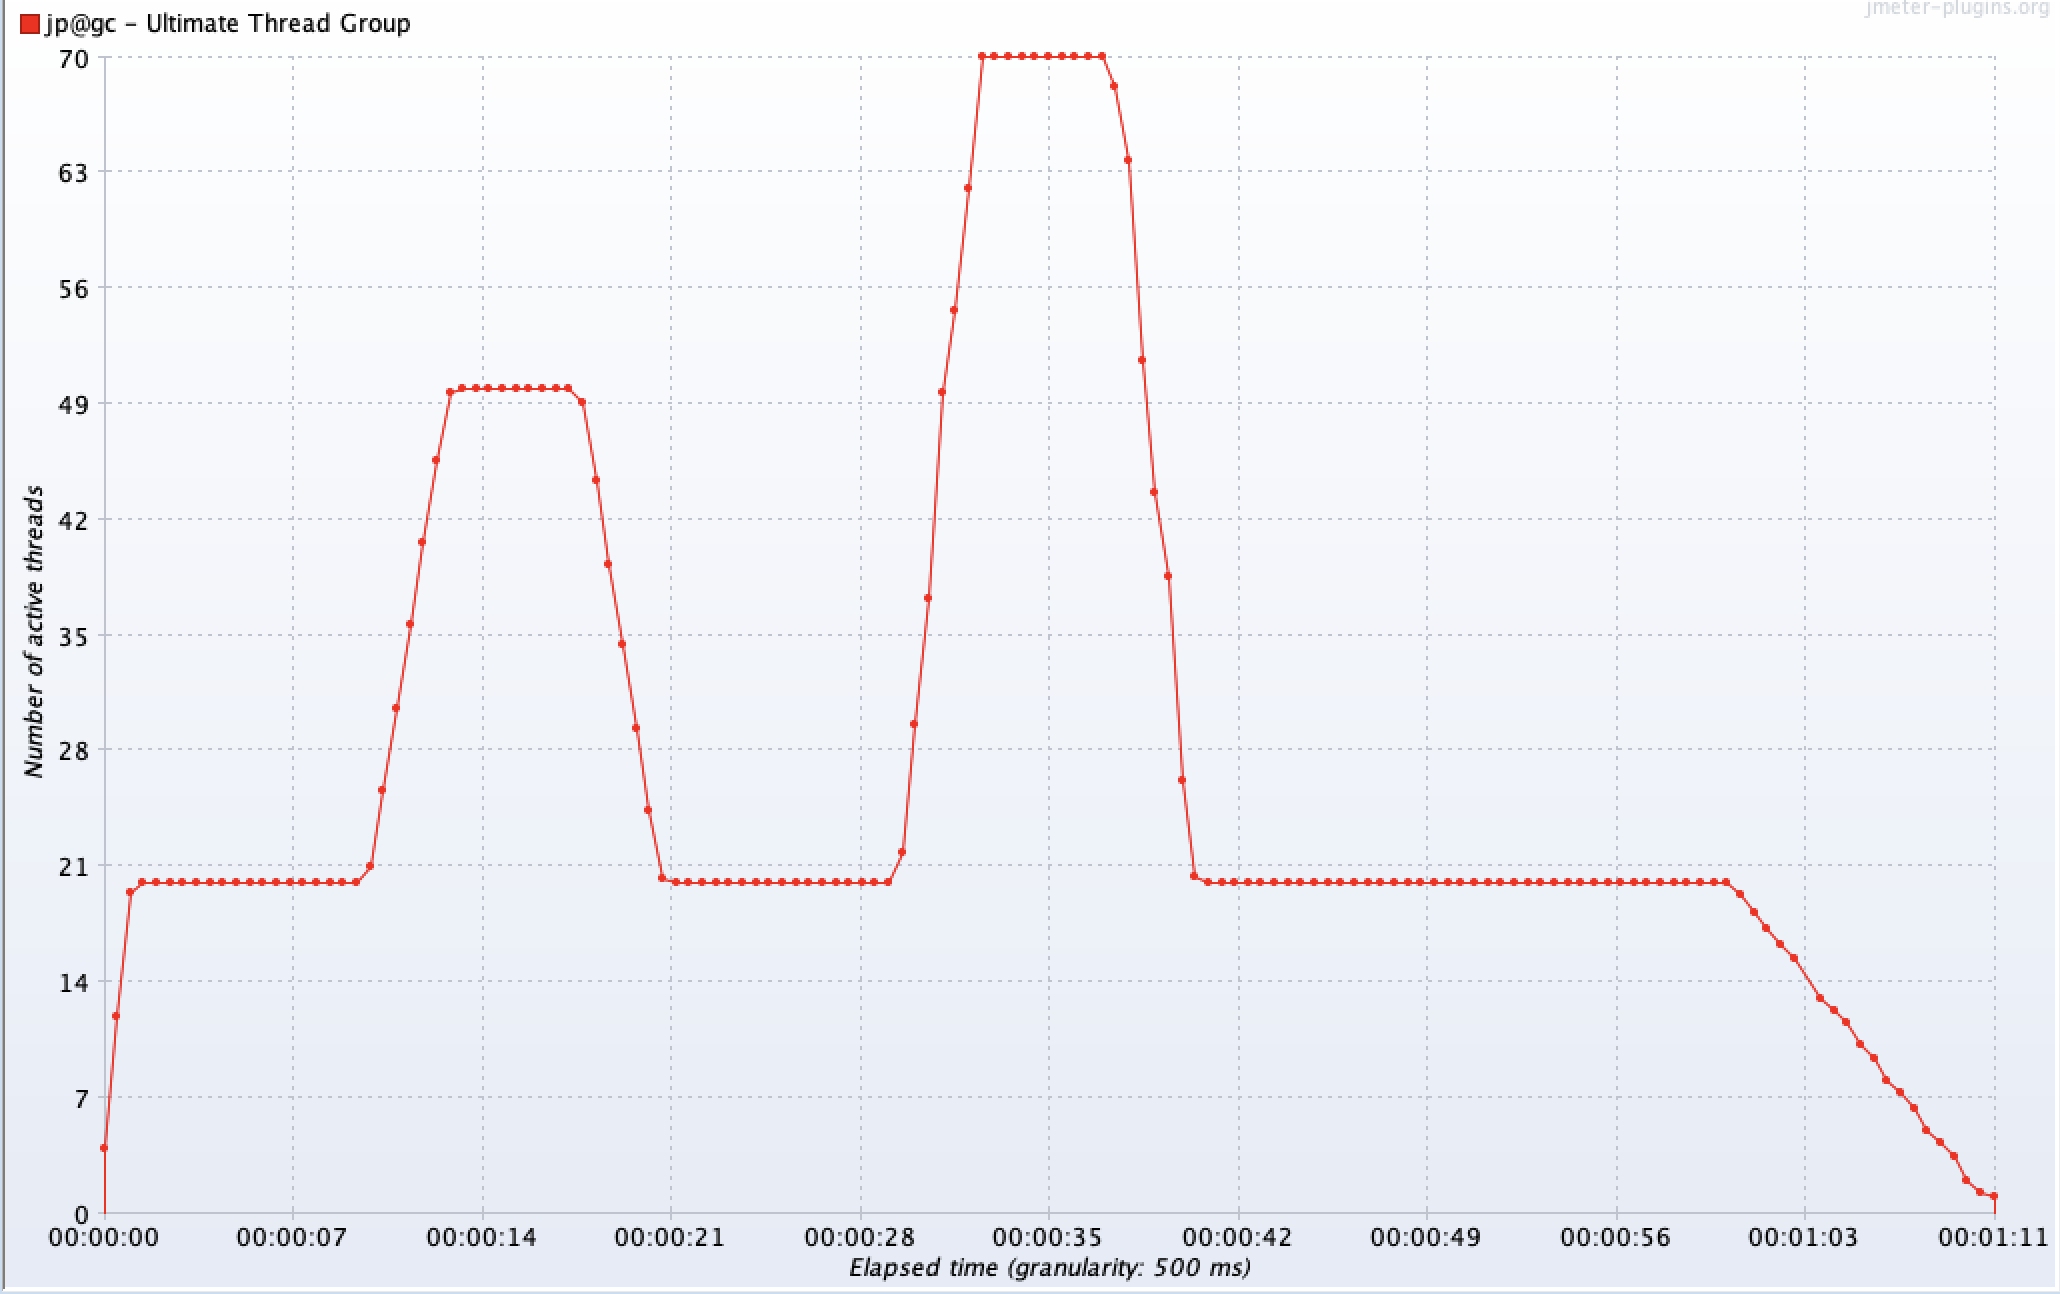 jmeter-plugins.org
jp@gc - Ultimate Thread Group
70
63
56
49
42
35
28
21
14
7
0
Number of active threads
00:00:00 00:00:07 00:00:14 00:00:21 00:00:28 00:00:35 00:00:42 00:00:49 00:00:56 00:01:03 00:01:11
Elapsed time (granularity: 500 ms)